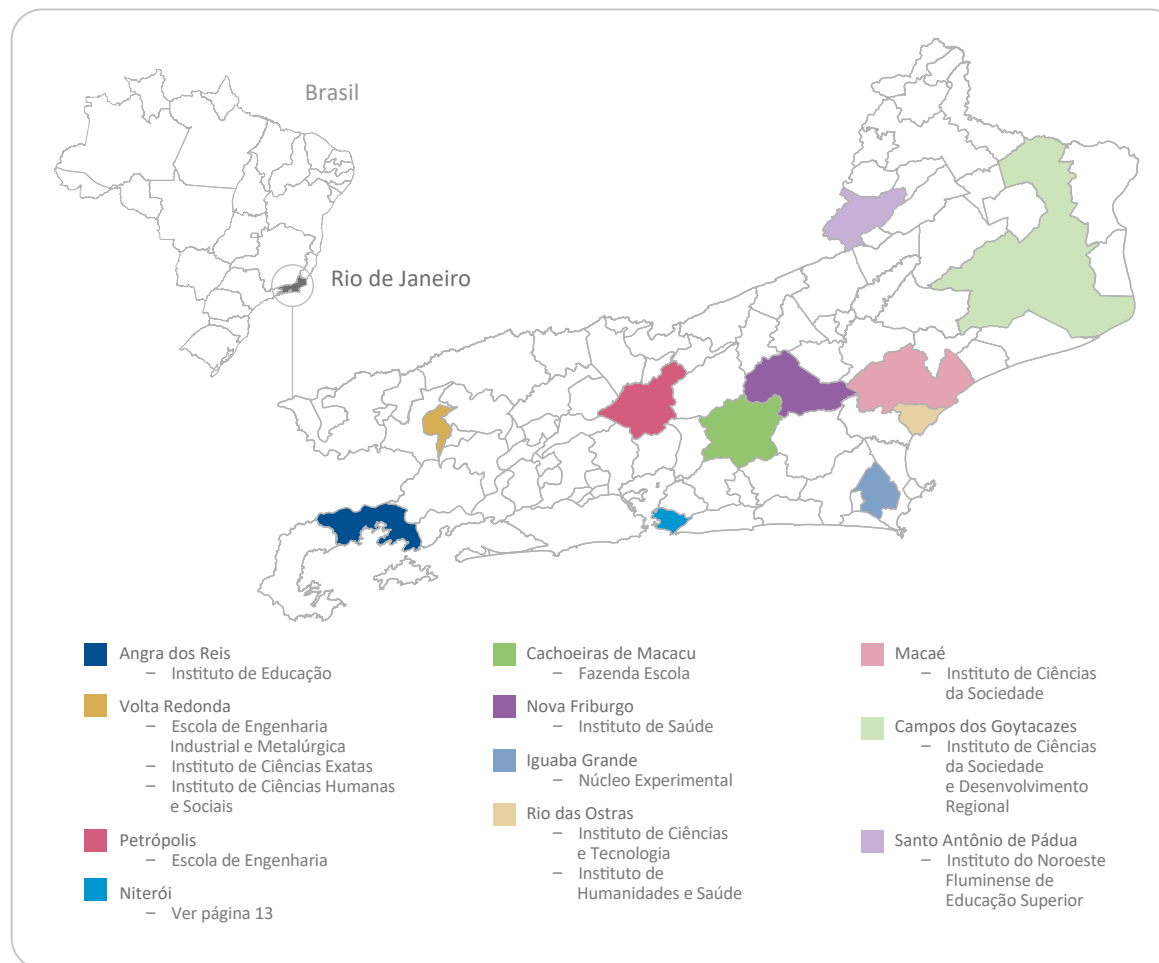 Brasil
Rio de Janeiro
Angra dos Reis
– Instituto de Educação
Volta Redonda
– Escola de Engenharia
Industrial e Metalúrgica
– Instituto de Ciências Exatas
– Instituto de Ciências Humanas
e Sociais
Petrópolis
– Escola de Engenharia
Niterói
– Ver página 13
Cachoeiras de Macacu
– Fazenda Escola
Nova Friburgo
– Instituto de Saúde
Iguaba Grande
– Núcleo Experimental
Rio das Ostras
– Instituto de Ciências
e Tecnologia
– Instituto de
Humanidades e Saúde
Macaé
– Instituto de Ciências
da Sociedade
Campos dos Goytacazes
– Instituto de Ciências
da Sociedade
e Desenvolvimento
Regional
Santo Antônio de Pádua
– Instituto do Noroeste
Fluminense de
Educação Superior